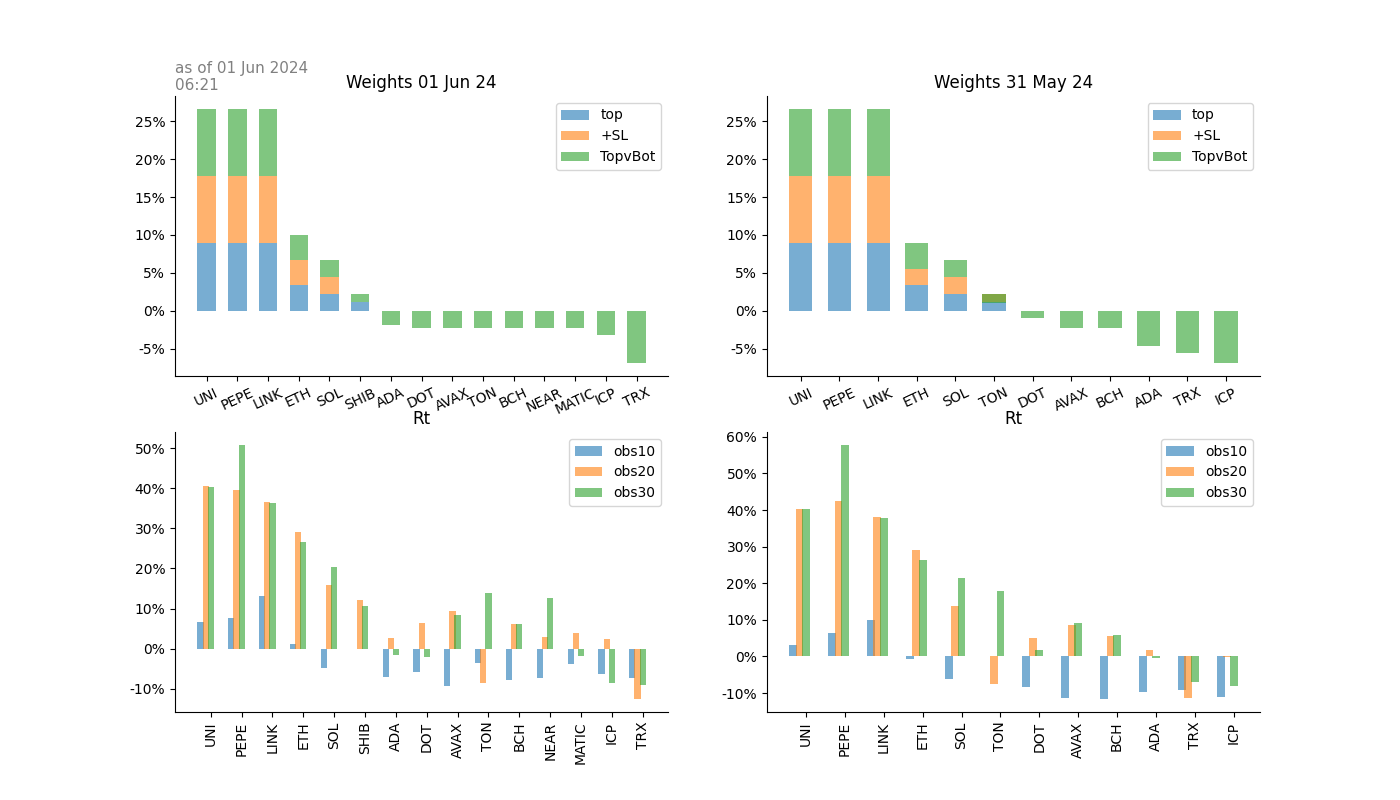 as of 01 Jun 2024
06:21
Weights 01 Jun 24
25%
20%
15%
10%
5%
0%
-5%
top
+SL
TopvBot
UNI PEPE LINK ETH SOL SHIB ADA DOT AVAX TON BCH NEAR MATIC ICP TRX
Weights 31 May 24
25%
20%
15%
10%
5%
0%
-5%
top
+SL
TopvBot
UNI PEPE LINK ETH SOL TON DOT AVAX BCH ADA TRX ICP
Rt
50%
40%
30%
20%
10%
0%
-10%
obs10
obs20
obs30
UNI PEPE LINK ETH SOL SHIB ADA DOT AVAX TON BCH NEAR MATIC ICP TRX
Rt
60%
50%
40%
30%
20%
10%
0%
-10%
obs10
obs20
obs30
UNI PEPE LINK ETH SOL TON DOT AVAX BCH ADA TRX ICP